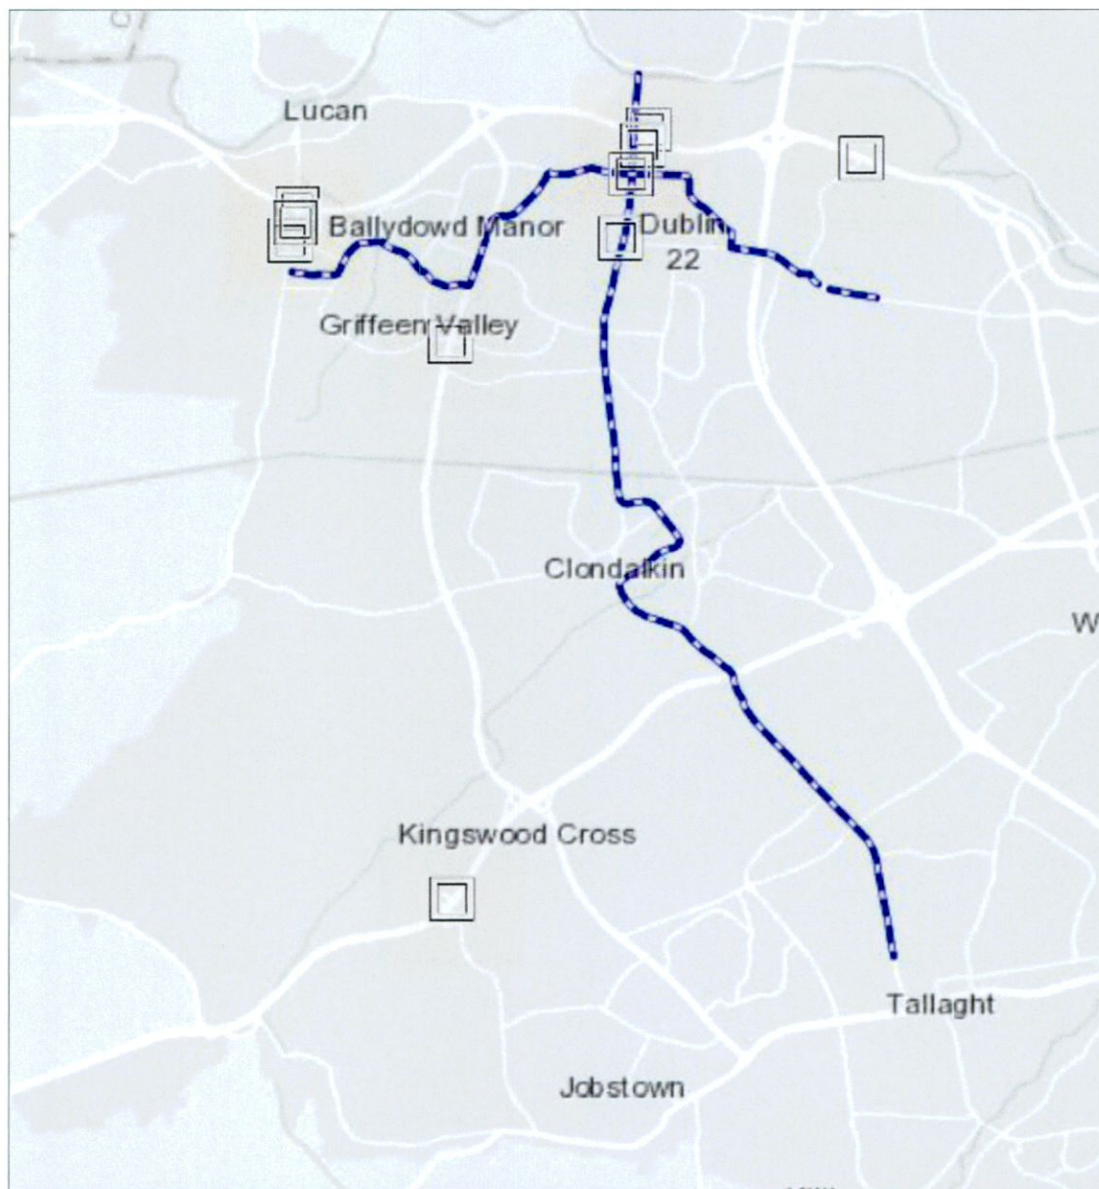 Lucan
Ballydowd Manor
Dublin
22
Griffeen Valley
Clondalkin
W
Kingswood Cross
Tallaght
Jobstown